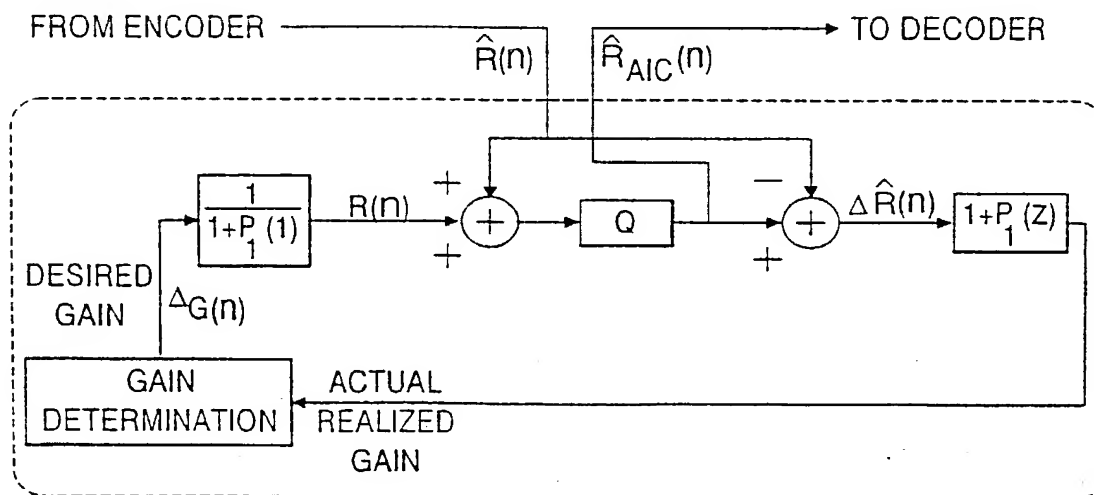 FROM ENCODER
R̂(n)
R̂AIC(n)
TO DECODER
1
1+P1(1)
R(n)
+
+
+
Q
−
+
+
ΔR̂(n)
1+P1(Z)
DESIRED
GAIN
ΔG(n)
GAIN
DETERMINATION
ACTUAL
REALIZED
GAIN